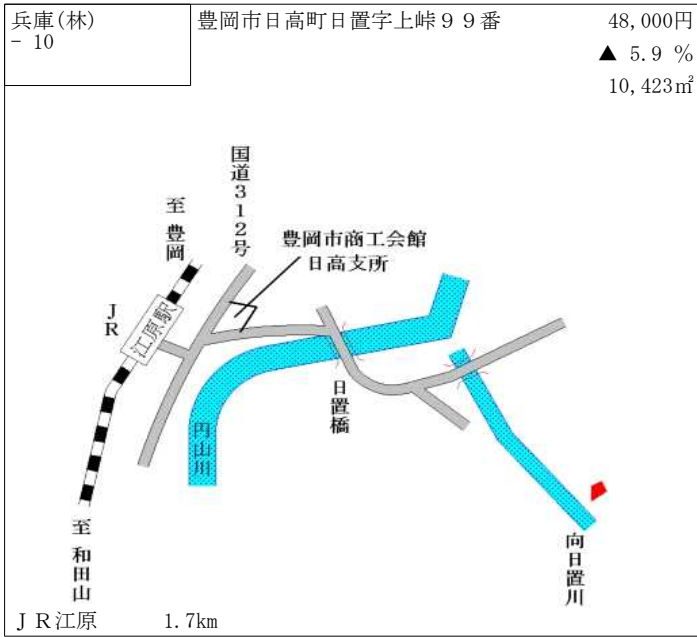 兵庫(林)
- 10
豊岡市日高町日置字上峠９９番
48,000円
▲ 5.9 %
10,423㎡
国道312号
至 豊岡
豊岡市商工会館
日高支所
JR
江原駅
日置橋
円山川
至 和田山
向日置川
ＪＲ江原 1.7km